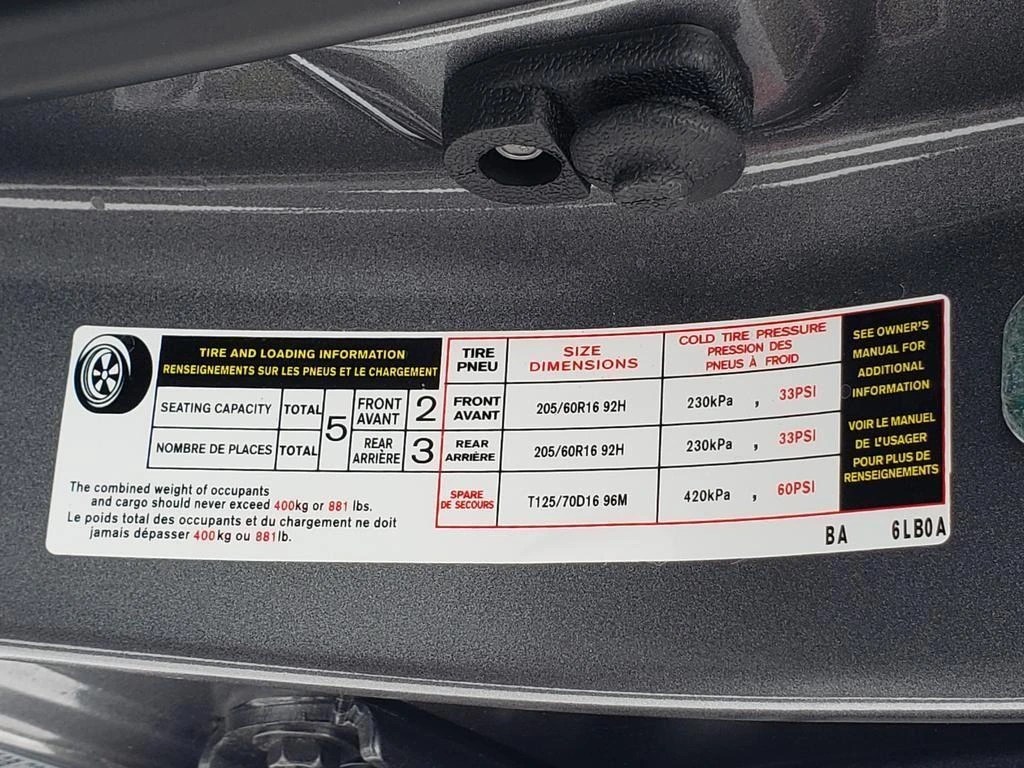 TIRE AND LOADING INFORMATION
RENSEIGNEMENTS SUR LES PNEUS ET LE CHARGEMENT
SEATING CAPACITY TOTAL 5 FRONT AVANT 2
NOMBRE DE PLACES TOTAL REAR ARRIÈRE 3
The combined weight of occupants
and cargo should never exceed 400kg or 881 lbs.
Le poids total des occupants et du chargement ne doit
jamais dépasser 400kg ou 881lb.
TIRE PNEU SIZE DIMENSIONS COLD TIRE PRESSURE PRESSION DES PNEUS À FROID
FRONT AVANT 205/60R16 92H 230kPa , 33PSI
REAR ARRIÈRE 205/60R16 92H 230kPa , 33PSI
SPARE DE SECOURS T125/70D16 96M 420kPa , 60PSI
SEE OWNER'S
MANUAL FOR
ADDITIONAL
INFORMATION
VOIR LE MANUEL
DE L'USAGER
POUR PLUS DE
RENSEIGNEMENTS
BA 6LB0A